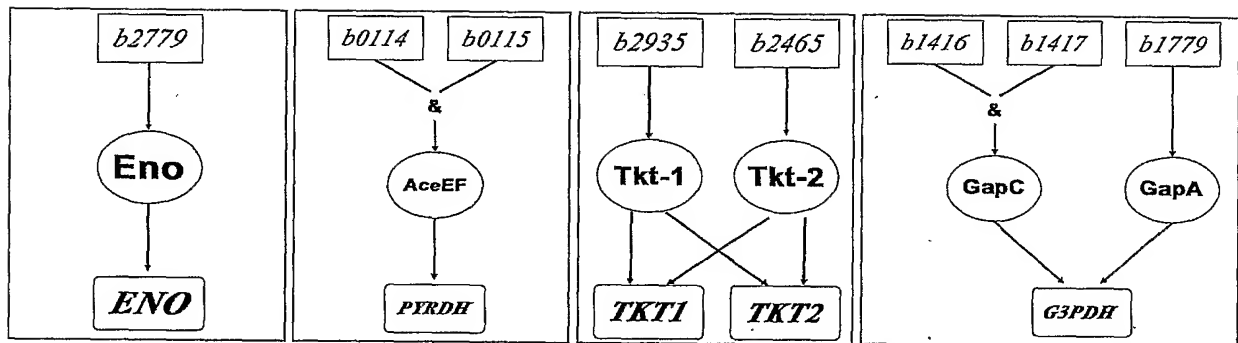 b2779
Eno
ENO
b0114 b0115
&
AceEF
PYRDH
b2935 b2465
Tkt-1 Tkt-2
TKT1 TKT2
b1416 b1417 b1779
&
GapC GapA
G3PDH